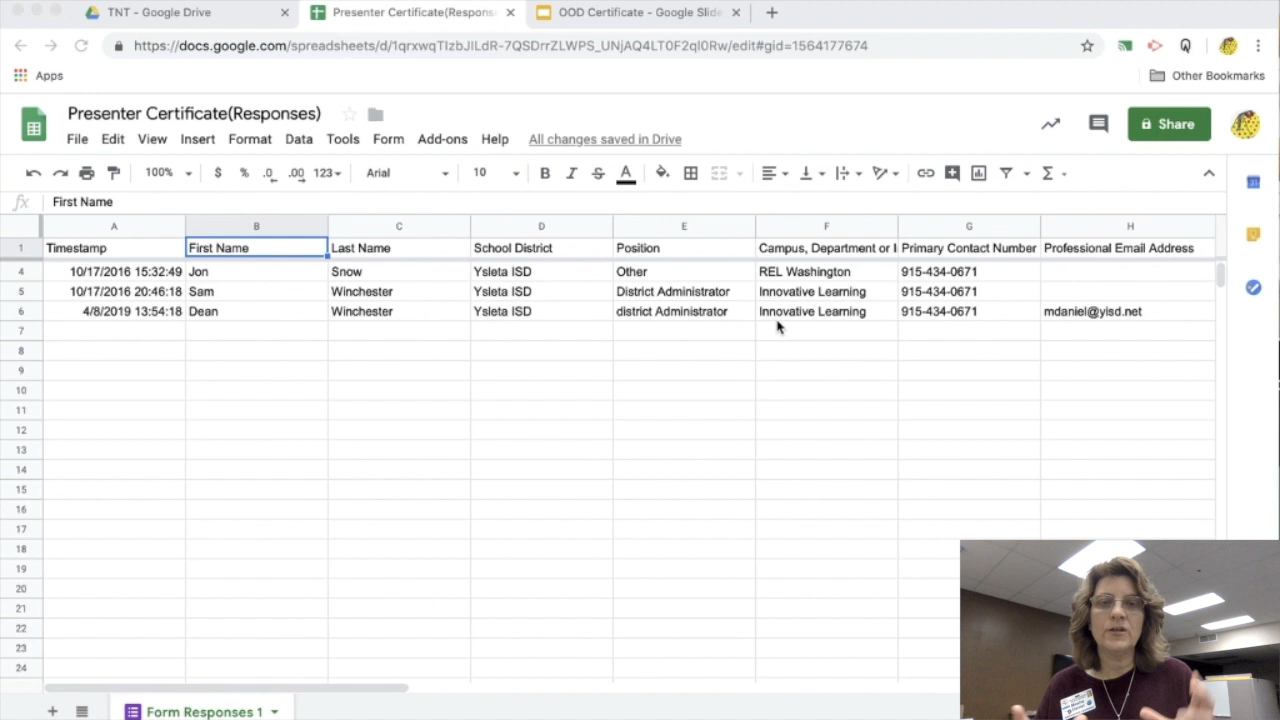 TNT - Google Drive
Presenter Certificate(Respons
OOD Certificate - Google Slide
https://docs.google.com/spreadsheets/d/1qrxwqTIzbJILdR-7QSDrrZLWPS_UNjAQ4LT0F2ql0Rw/edit#gid=1564177674
Apps
Other Bookmarks
Presenter Certificate(Responses)
File Edit View Insert Format Data Tools Form Add-ons Help All changes saved in Drive
Share
100% $ % .0 .00 123 Arial 10 B I S A
fx First Name
A B C D E F G H
1 Timestamp First Name Last Name School District Position Campus, Department or I Primary Contact Number Professional Email Address
4 10/17/2016 15:32:49 Jon Snow Ysleta ISD Other REL Washington 915-434-0671
5 10/17/2016 20:46:18 Sam Winchester Ysleta ISD District Administrator Innovative Learning 915-434-0671
6 4/8/2019 13:54:18 Dean Winchester Ysleta ISD district Administrator Innovative Learning 915-434-0671 mdaniel@yisd.net
7
8
9
10
11
12
13
14
15
16
17
18
19
20
21
22
23
24
Form Responses 1